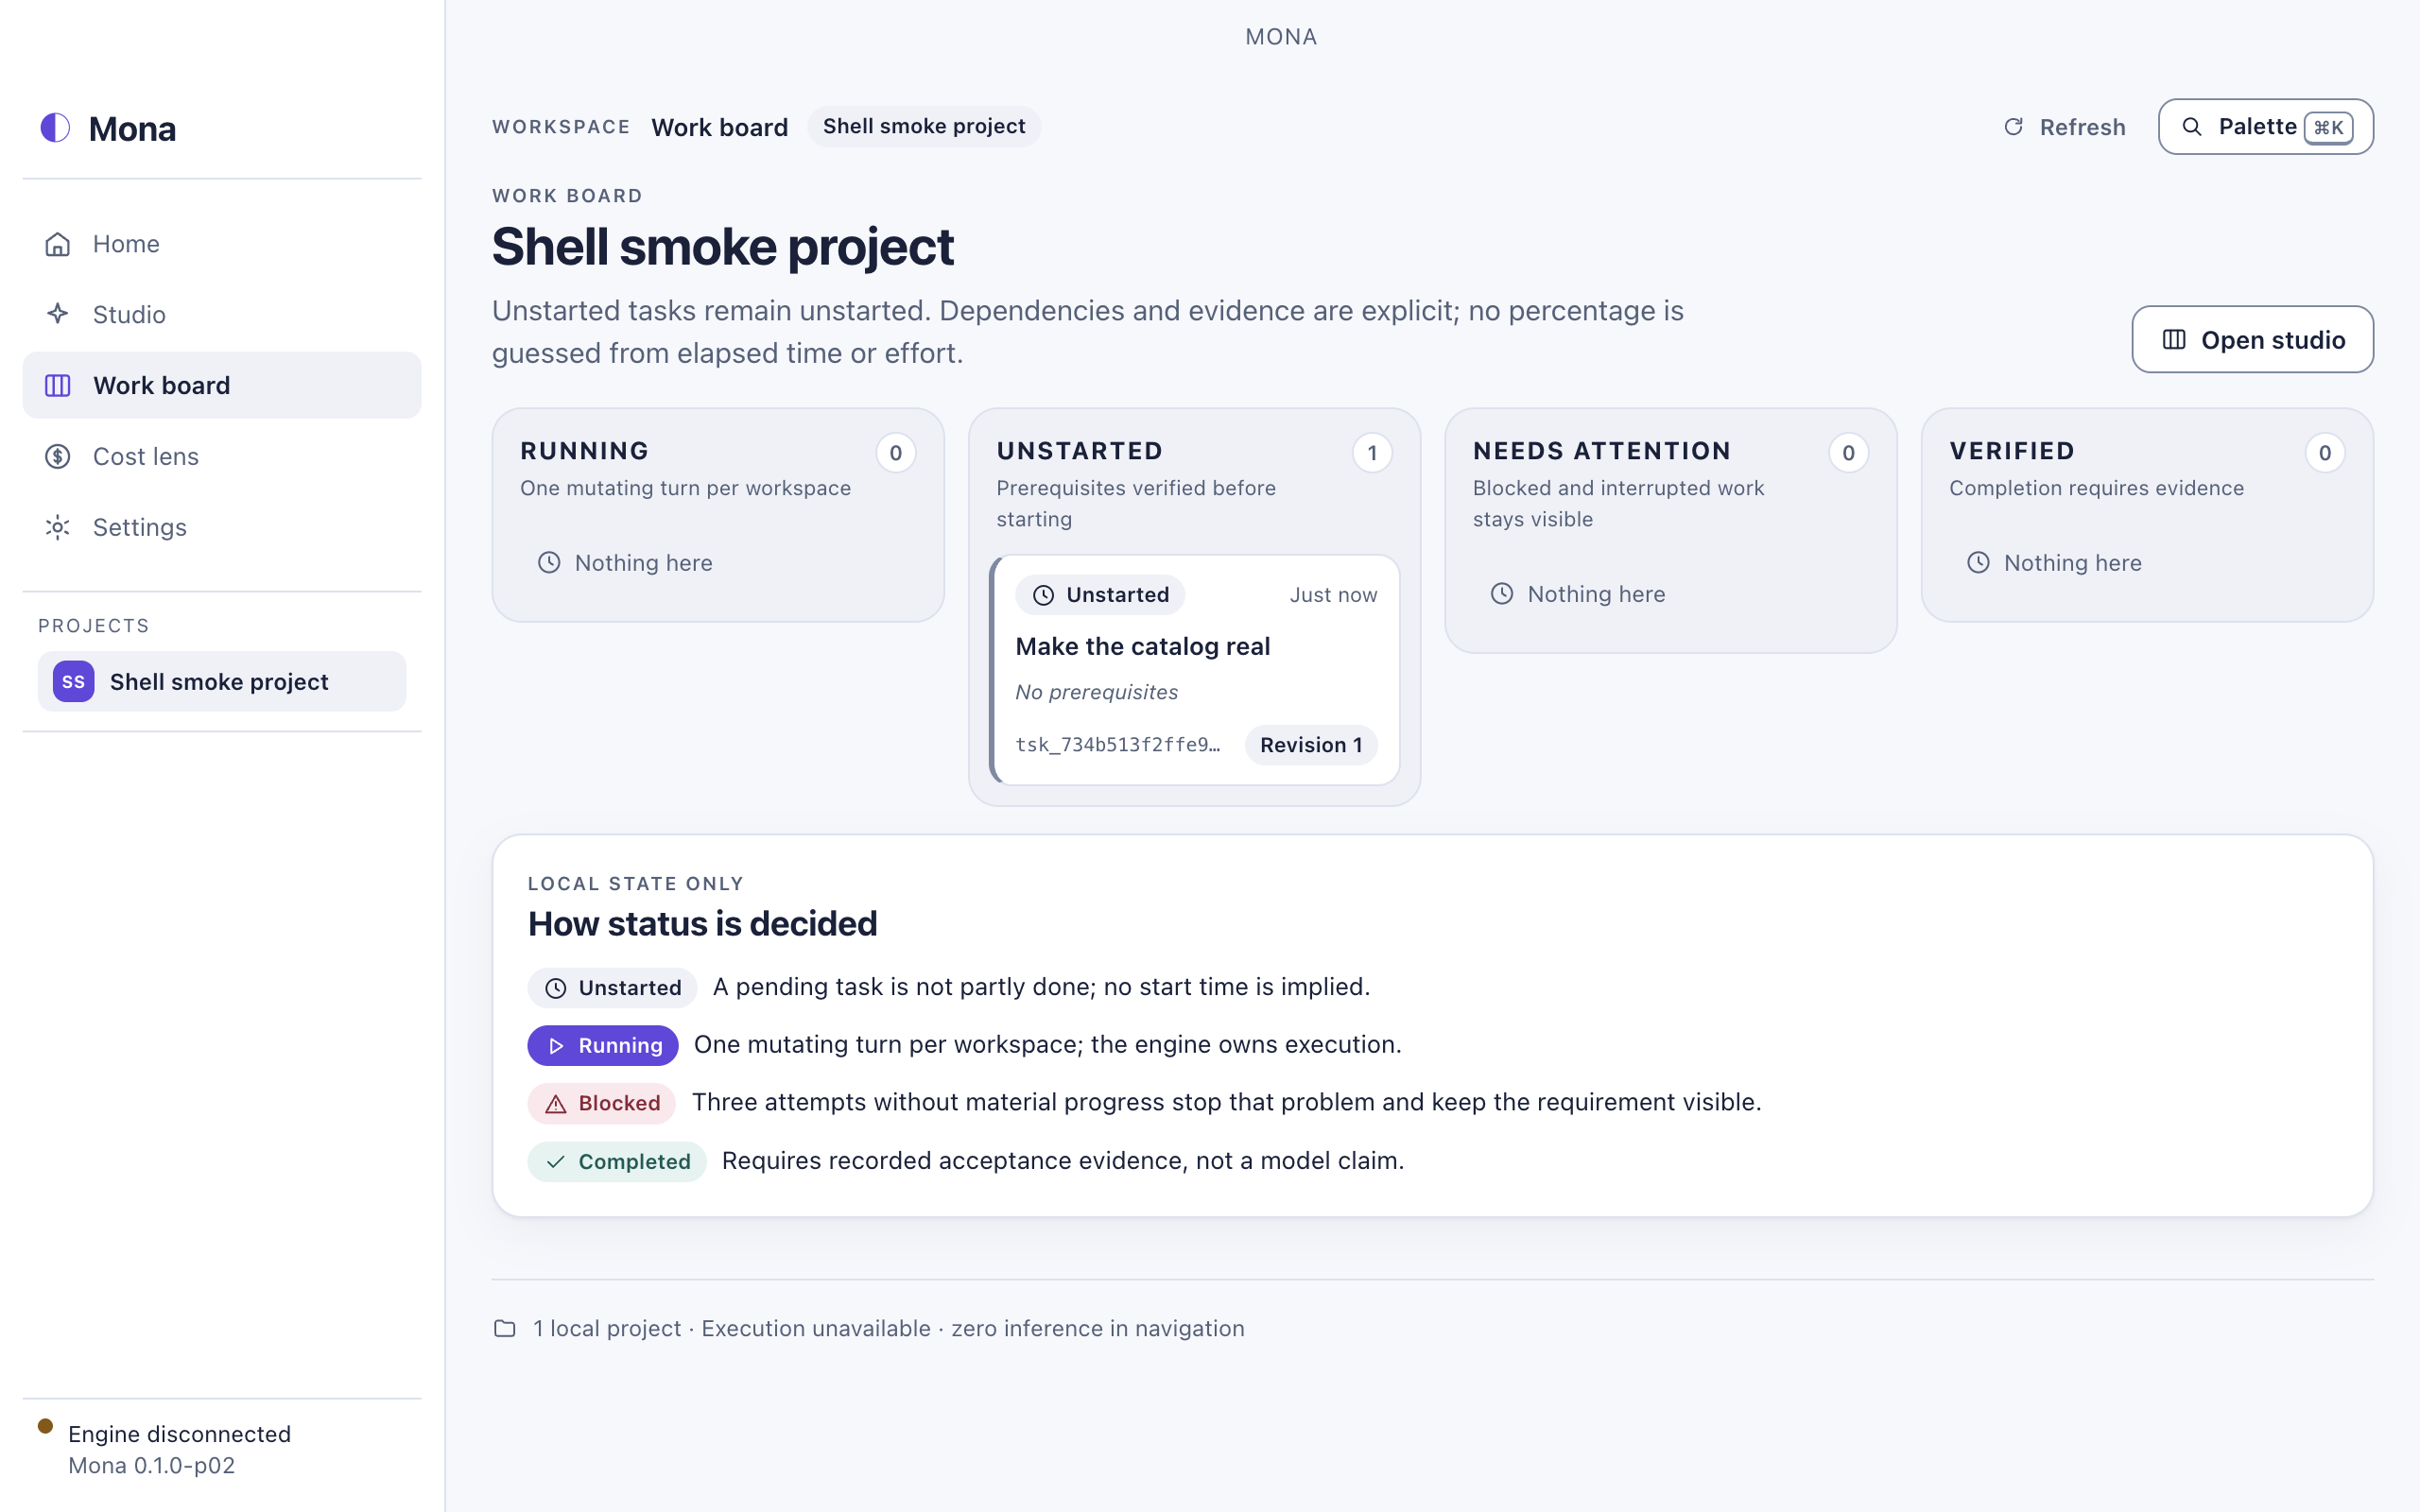 MONA
Mona
Home
Studio
Work board
Cost lens
Settings
PROJECTS
SS Shell smoke project
Engine disconnected
Mona 0.1.0-p02
WORKSPACE Work board Shell smoke project
Refresh
Palette ⌘K
WORK BOARD
Shell smoke project
Unstarted tasks remain unstarted. Dependencies and evidence are explicit; no percentage is
guessed from elapsed time or effort.
Open studio
RUNNING 0
One mutating turn per workspace
Nothing here
UNSTARTED 1
Prerequisites verified before
starting
Unstarted Just now
Make the catalog real
No prerequisites
tsk_734b513f2ffe9… Revision 1
NEEDS ATTENTION 0
Blocked and interrupted work
stays visible
Nothing here
VERIFIED 0
Completion requires evidence
Nothing here
LOCAL STATE ONLY
How status is decided
Unstarted A pending task is not partly done; no start time is implied.
Running One mutating turn per workspace; the engine owns execution.
Blocked Three attempts without material progress stop that problem and keep the requirement visible.
Completed Requires recorded acceptance evidence, not a model claim.
1 local project · Execution unavailable · zero inference in navigation